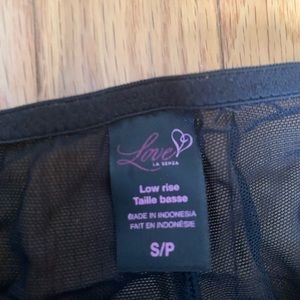 Love
LA SENZA
Low rise
Taille basse
MADE IN INDONESIA
FAIT EN INDONÉSIE
S/P